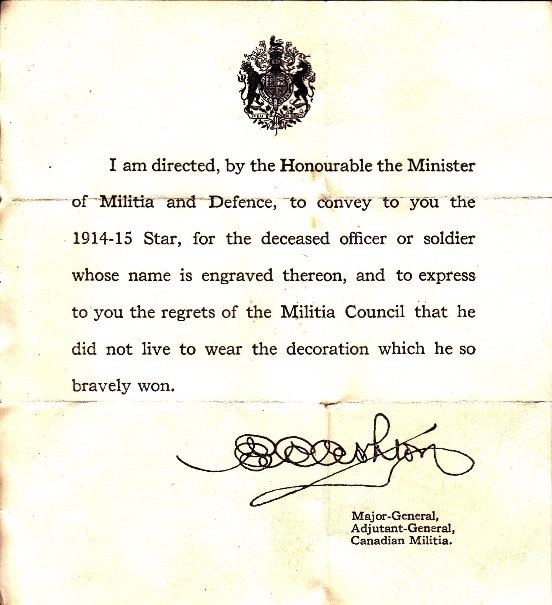 I am directed, by the Honourable the Minister
of Militia and Defence, to convey to you the
1914-15 Star, for the deceased officer or soldier
whose name is engraved thereon, and to express
to you the regrets of the Militia Council that he
did not live to wear the decoration which he so
bravely won.
Ashton
Major-General,
Adjutant-General,
Canadian Militia.